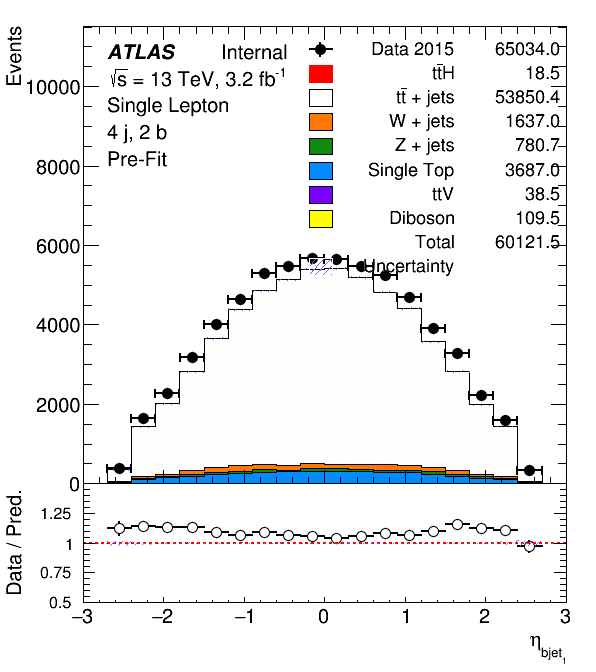 Events
ATLAS Internal
√s = 13 TeV, 3.2 fb⁻¹
Single Lepton
4 j, 2 b
Pre-Fit
Data 2015 65034.0
tt̄H 18.5
tt̄ + jets 53850.4
W + jets 1637.0
Z + jets 780.7
Single Top 3687.0
ttV 38.5
Diboson 109.5
Total 60121.5
Uncertainty
10000
8000
6000
4000
2000
0
Data / Pred.
1.25
1
0.75
0.5
−3 −2 −1 0 1 2 3
η_bjet₁